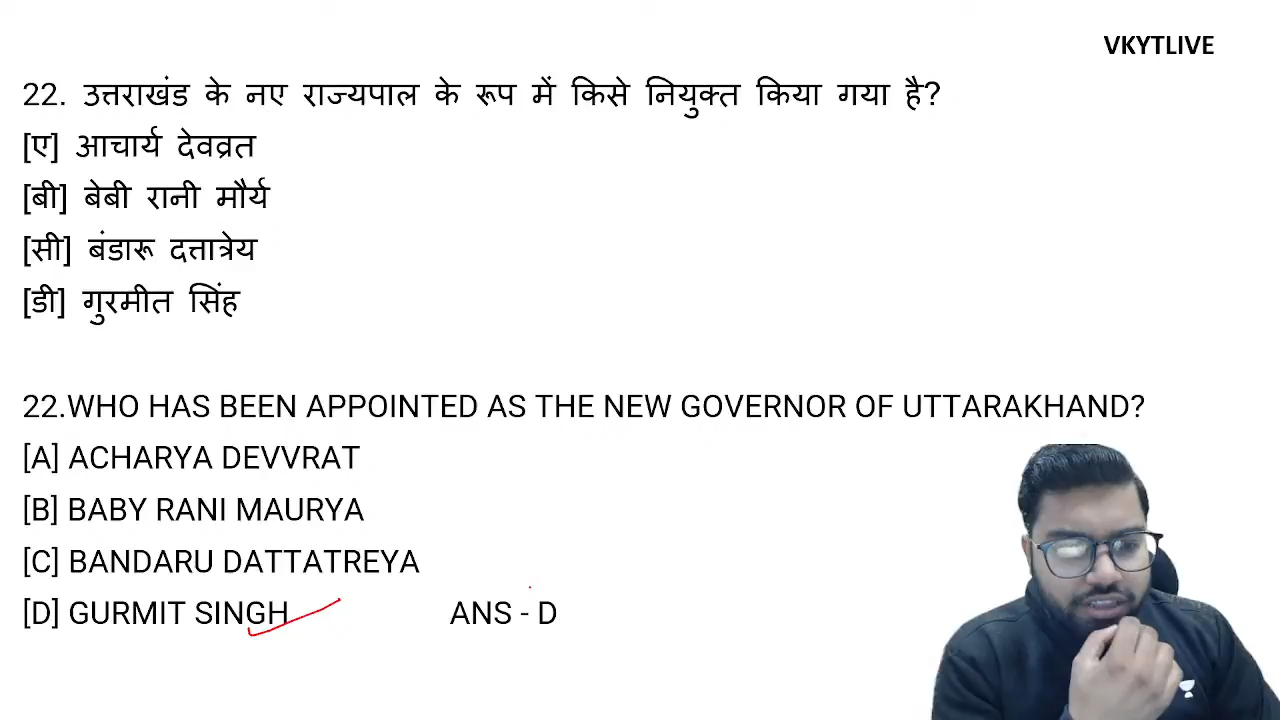 VKYTLIVE
22. उत्तराखंड के नए राज्यपाल के रूप में किसे नियुक्त किया गया है?
[ए] आचार्य देवव्रत
[बी] बेबी रानी मौर्य
[सी] बंडारू दत्तात्रेय
[डी] गुरमीत सिंह
22.WHO HAS BEEN APPOINTED AS THE NEW GOVERNOR OF UTTARAKHAND?
[A] ACHARYA DEVVRAT
[B] BABY RANI MAURYA
[C] BANDARU DATTATREYA
[D] GURMIT SINGH ANS - D